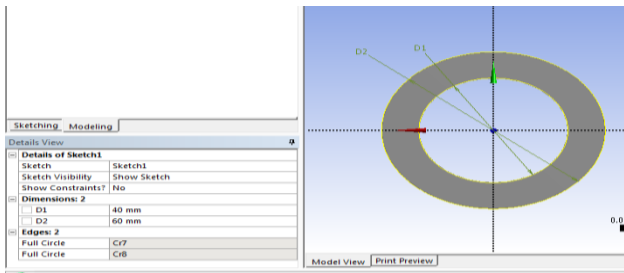 Sketching Modeling
Details View
Details of Sketch1
Sketch Sketch1
Sketch Visibility Show Sketch
Show Constraints? No
Dimensions: 2
D1 40 mm
D2 60 mm
Edges: 2
Full Circle Cr7
Full Circle Cr8
D2 D1
0.0
Model View Print Preview